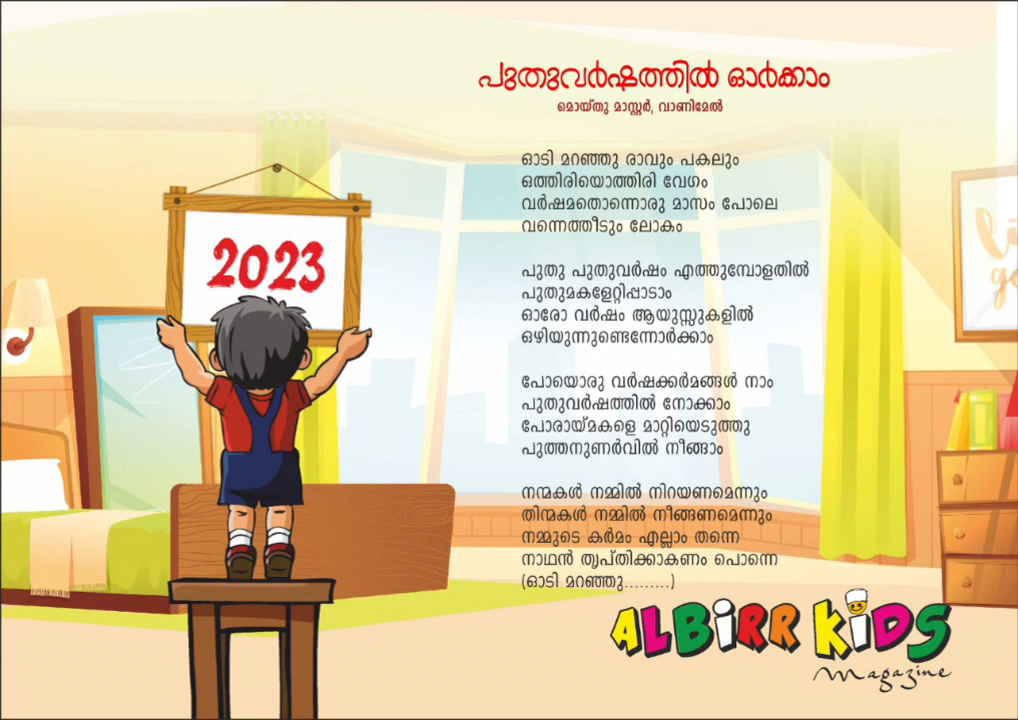 പുതുവർഷത്തിൽ ഓർക്കാം
മൊയ്തു മാസ്റ്റർ, വാണിമേൽ
ഓടി മറഞ്ഞു രാവും പകലും
ഒത്തിരിയൊത്തിരി വേഗം
വർഷമതൊന്നൊരു മാസം പോലെ
വന്നെത്തീടും ലോകം
പുതു പുതുവർഷം എത്തുമ്പോളതിൽ
പുതുമകളേറ്റിപ്പാടാം
ഓരോ വർഷം ആയുസ്സുകളിൽ
ഒഴിയുന്നുണ്ടെന്നോർക്കാം
പോയൊരു വർഷക്കർമങ്ങൾ നാം
പുതുവർഷത്തിൽ നോക്കാം
പോരായ്മകളെ മാറ്റിയെടുത്തു
പുത്തനുണർവിൽ നീങ്ങാം
നന്മകൾ നമ്മിൽ നിറയണമെന്നും
തിന്മകൾ നമ്മിൽ നീങ്ങണമെന്നും
നമ്മുടെ കർമം എല്ലാം തന്നെ
നാഥൻ തൃപ്തിക്കാകണം പൊന്നെ
(ഓടി മറഞ്ഞു.........)
2023
ALBiRR KiDS
Magazine